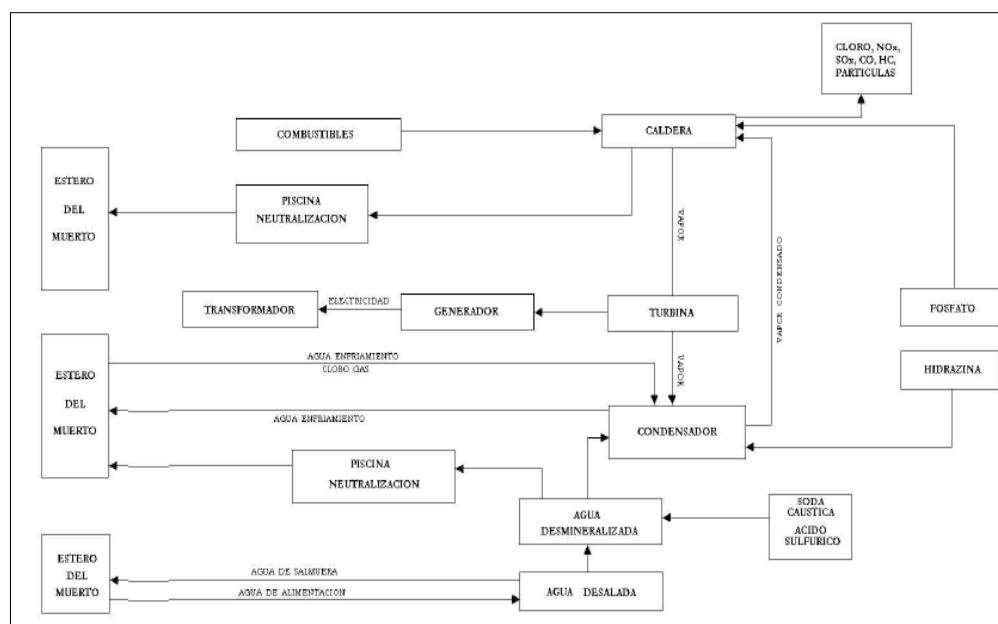 CLORO, NOx,
SOx, CO, HC,
PARTICULAS
COMBUSTIBLES
CALDERA
ESTERO
DEL
MUERTO
PISCINA
NEUTRALIZACION
VAPOR
VAPOR CONDENSADO
TRANSFORMADOR
ELECTRICIDAD
GENERADOR
TURBINA
FOSFATO
ESTERO
DEL
MUERTO
AGUA ENFRIAMIENTO
CLORO GAS
VAPOR
HIDRAZINA
AGUA ENFRIAMIENTO
CONDENSADOR
PISCINA
NEUTRALIZACION
AGUA
DESMINERALIZADA
SODA
CAUSTICA
ACIDO
SULFURICO
ESTERO
DEL
MUERTO
AGUA DE SALMUERA
AGUA DE ALIMENTACION
AGUA DESALADA